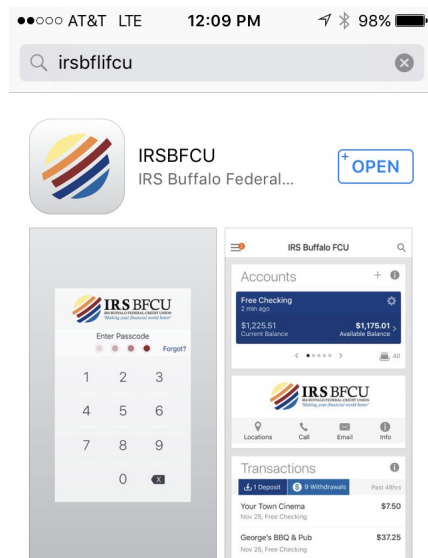 AT&T LTE 12:09 PM 98%
irsbflifcu
IRSBFCU
IRS Buffalo Federal...
+ OPEN
IRS BFCU
IRS BUFFALO FEDERAL CREDIT UNION
"Making your financial world better"
Enter Passcode
Forgot?
1 2 3
4 5 6
7 8 9
0
2
IRS Buffalo FCU
Accounts +
Free Checking
2 min ago
$1,225.51 $1,175.01
Current Balance Available Balance
All
IRS BFCU
IRS BUFFALO FEDERAL CREDIT UNION
Making your financial world better
Locations Call Email Info
Transactions
1 Deposit 9 Withdrawals Past 48hrs
Your Town Cinema $7.50
Nov 25, Free Checking
George's BBQ & Pub $37.25
Nov 25, Free Checking